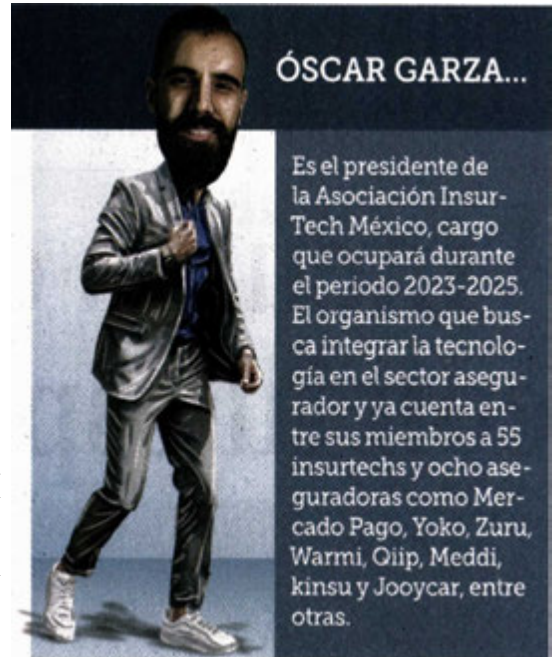 ÓSCAR GARZA...
Es el presidente de
la Asociación Insur-
Tech México, cargo
que ocupará durante
el periodo 2023-2025.
El organismo que bus-
ca integrar la tecnolo-
gía en el sector asegu-
rador y ya cuenta en-
tre sus miembros a 55
insurtechs y ocho ase-
guradoras como Mer-
cado Pago, Yoko, Zuru,
Warmi, Qiip, Meddi,
kinsu y Jooycar, entre
otras.